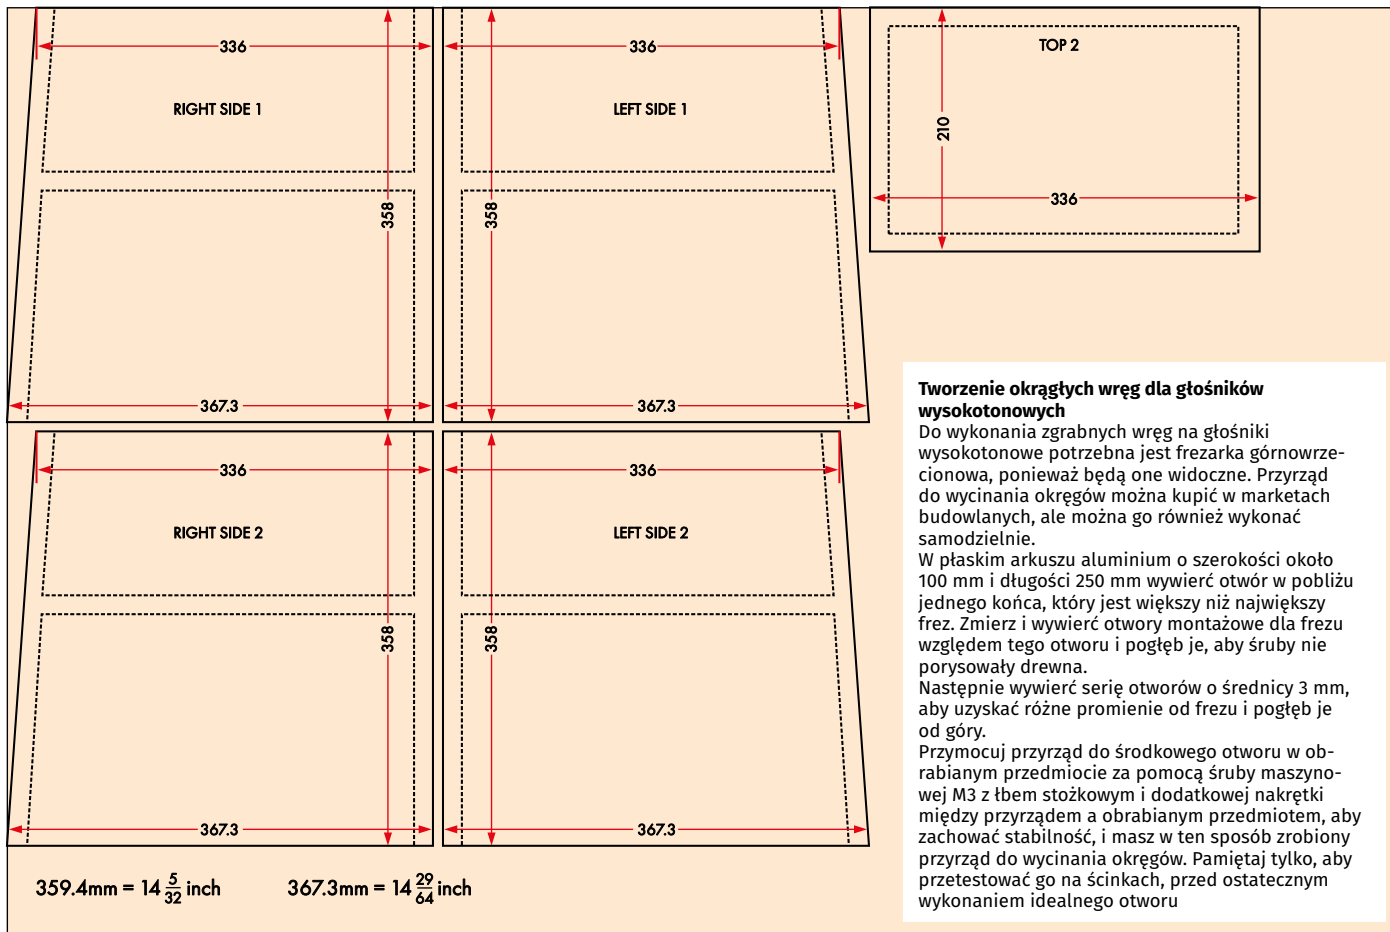 336
336
TOP 2
RIGHT SIDE 1
LEFT SIDE 1
210
358
358
336
367.3
367.3
336
336
RIGHT SIDE 2
LEFT SIDE 2
358
358
367.3
367.3
359.4mm = 14 5/32 inch
367.3mm = 14 29/64 inch
Tworzenie okrągłych wręg dla głośników
wysokotonowych
Do wykonania zgrabnych wręg na głośniki
wysokotonowe potrzebna jest frezarka górnowrze-
cionowa, ponieważ będą one widoczne. Przyrząd
do wycinania okręgów można kupić w marketach
budowlanych, ale można go również wykonać
samodzielnie.
W płaskim arkuszu aluminium o szerokości około
100 mm i długości 250 mm wywierć otwór w pobliżu
jednego końca, który jest większy niż największy
frez. Zmierz i wywierć otwory montażowe dla frezu
względem tego otworu i pogłęb je, aby śruby nie
porysowały drewna.
Następnie wywierć serię otworów o średnicy 3 mm,
aby uzyskać różne promienie od frezu i pogłęb je
od góry.
Przymocuj przyrząd do środkowego otworu w ob-
rabianym przedmiocie za pomocą śruby maszyno-
wej M3 z łbem stożkowym i dodatkowej nakrętki
między przyrządem a obrabianym przedmiotem, aby
zachować stabilność, i masz w ten sposób zrobiony
przyrząd do wycinania okręgów. Pamiętaj tylko, aby
przetestować go na ścinkach, przed ostatecznym
wykonaniem idealnego otworu